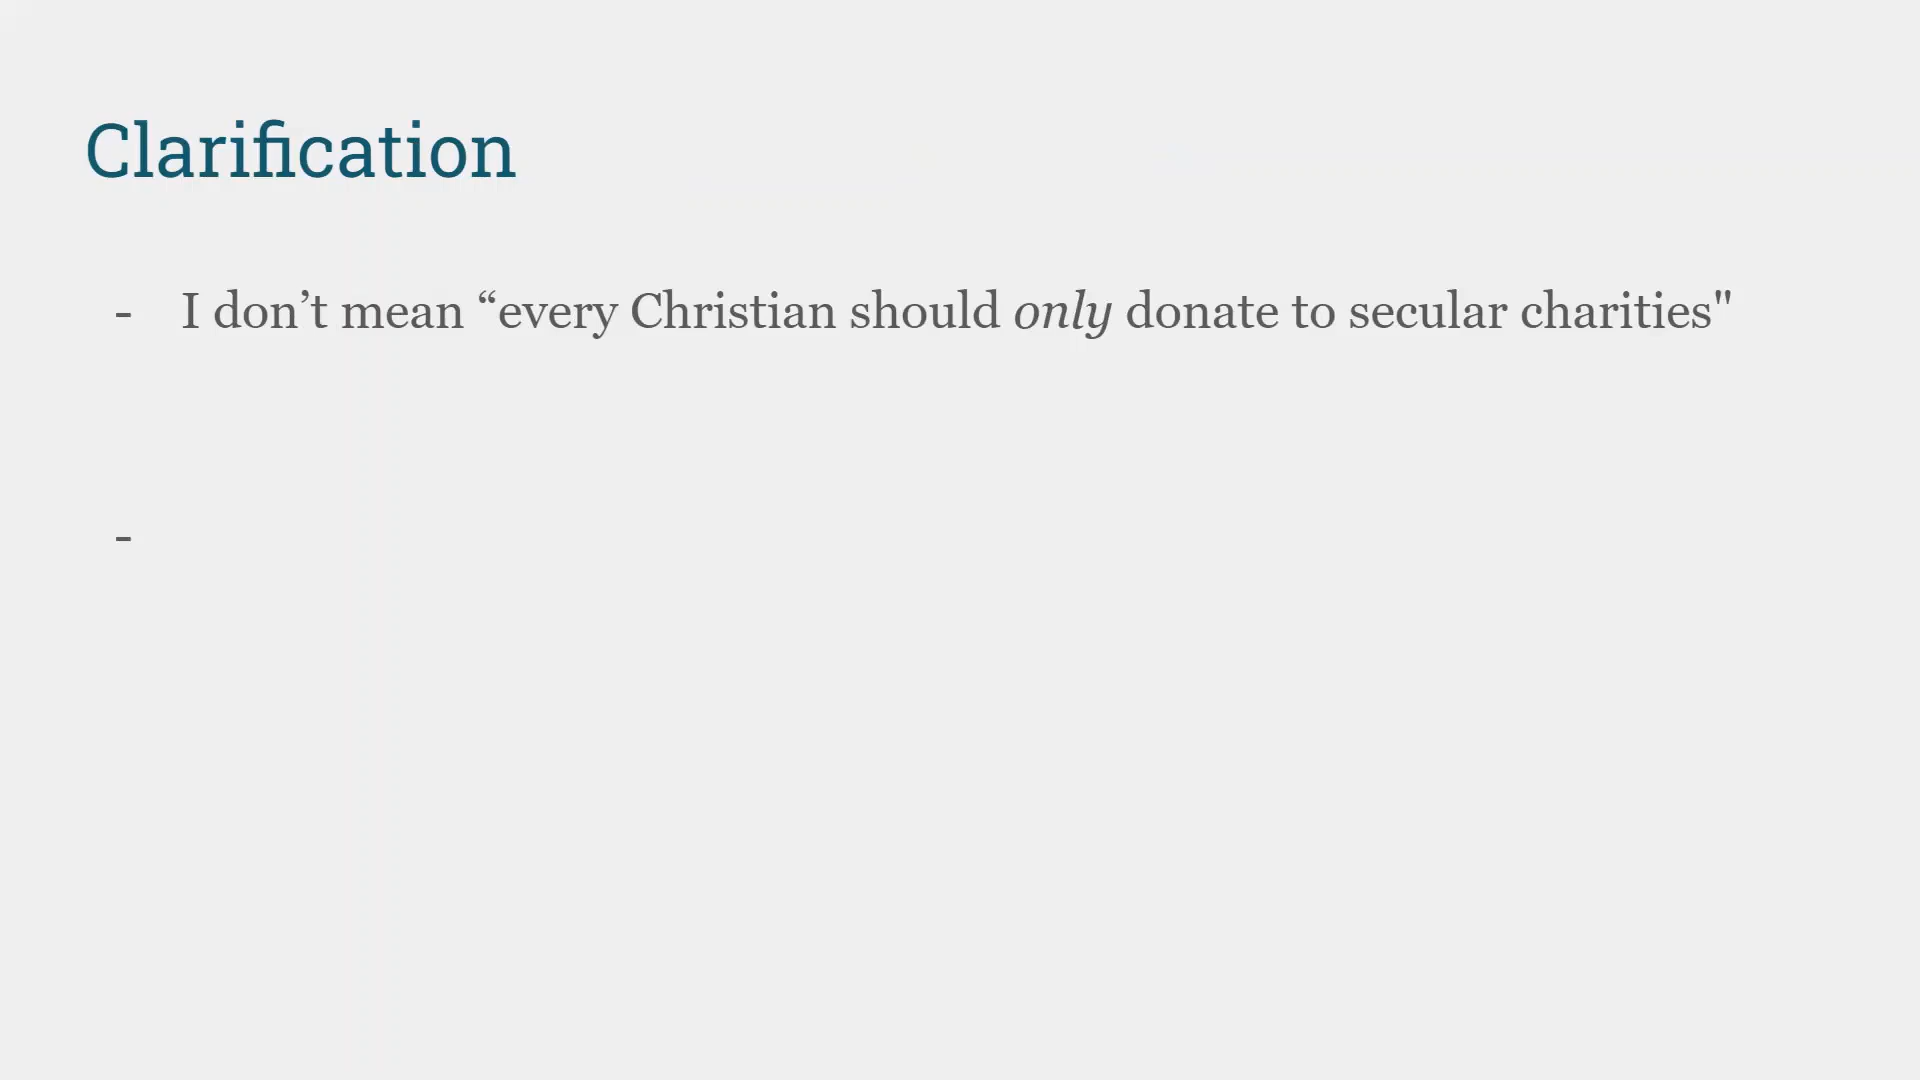 Clarification
- I don’t mean “every Christian should only donate to secular charities"
-